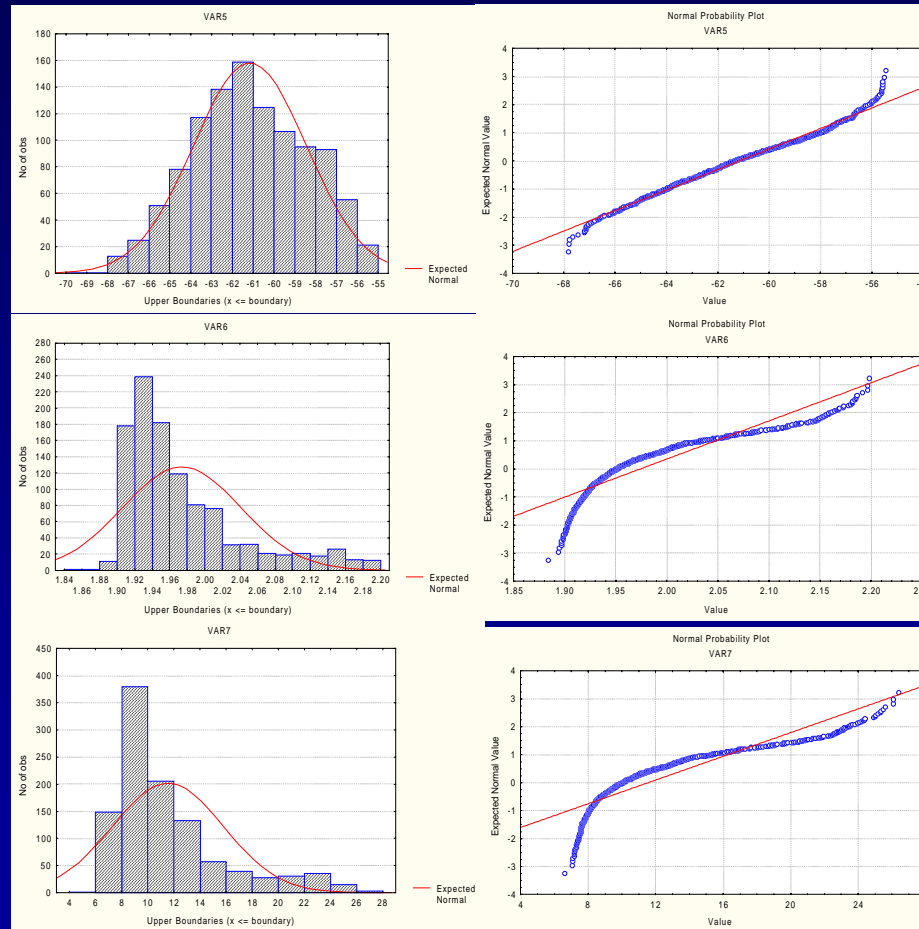 VAR5
No of obs
180
160
140
120
100
80
60
40
20
0
-70 -69 -68 -67 -66 -65 -64 -63 -62 -61 -60 -59 -58 -57 -56 -55
Upper Boundaries (x <= boundary)
Expected
Normal
Normal Probability Plot
VAR5
Expected Normal Value
4
3
2
1
0
-1
-2
-3
-4
-70 -68 -66 -64 -62 -60 -58 -56
Value
VAR6
No of obs
280
260
240
220
200
180
160
140
120
100
80
60
40
20
0
1.84 1.88 1.92 1.96 2.00 2.04 2.08 2.12 2.16 2.20
1.86 1.90 1.94 1.98 2.02 2.06 2.10 2.14 2.18
Upper Boundaries (x <= boundary)
Expected
Normal
Normal Probability Plot
VAR6
Expected Normal Value
4
3
2
1
0
-1
-2
-3
-4
1.85 1.90 1.95 2.00 2.05 2.10 2.15 2.20
Value
VAR7
No of obs
450
400
350
300
250
200
150
100
50
0
4 6 8 10 12 14 16 18 20 22 24 26 28
Upper Boundaries (x <= boundary)
Expected
Normal
Normal Probability Plot
VAR7
Expected Normal Value
4
3
2
1
0
-1
-2
-3
-4
4 8 12 16 20 24
Value